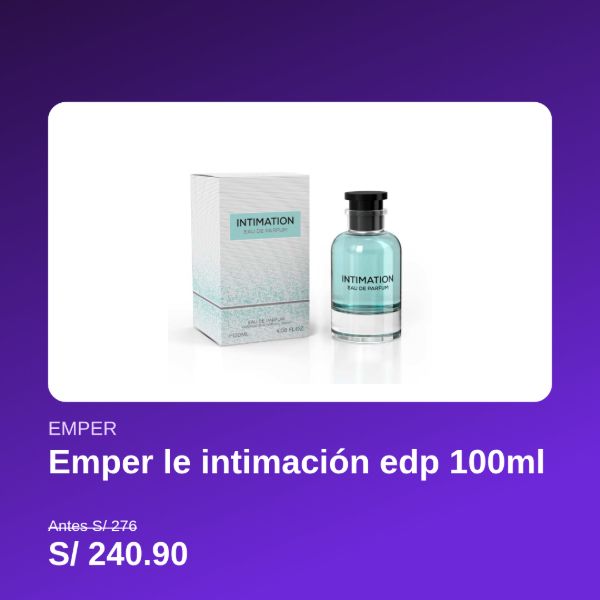 INTIMATION
EAU DE PARFUM
INTIMATION
EAU DE PARFUM
EAU DE PARFUM
EMPER
Emper le intimación edp 100ml
Antes S/ 276
S/ 240.90